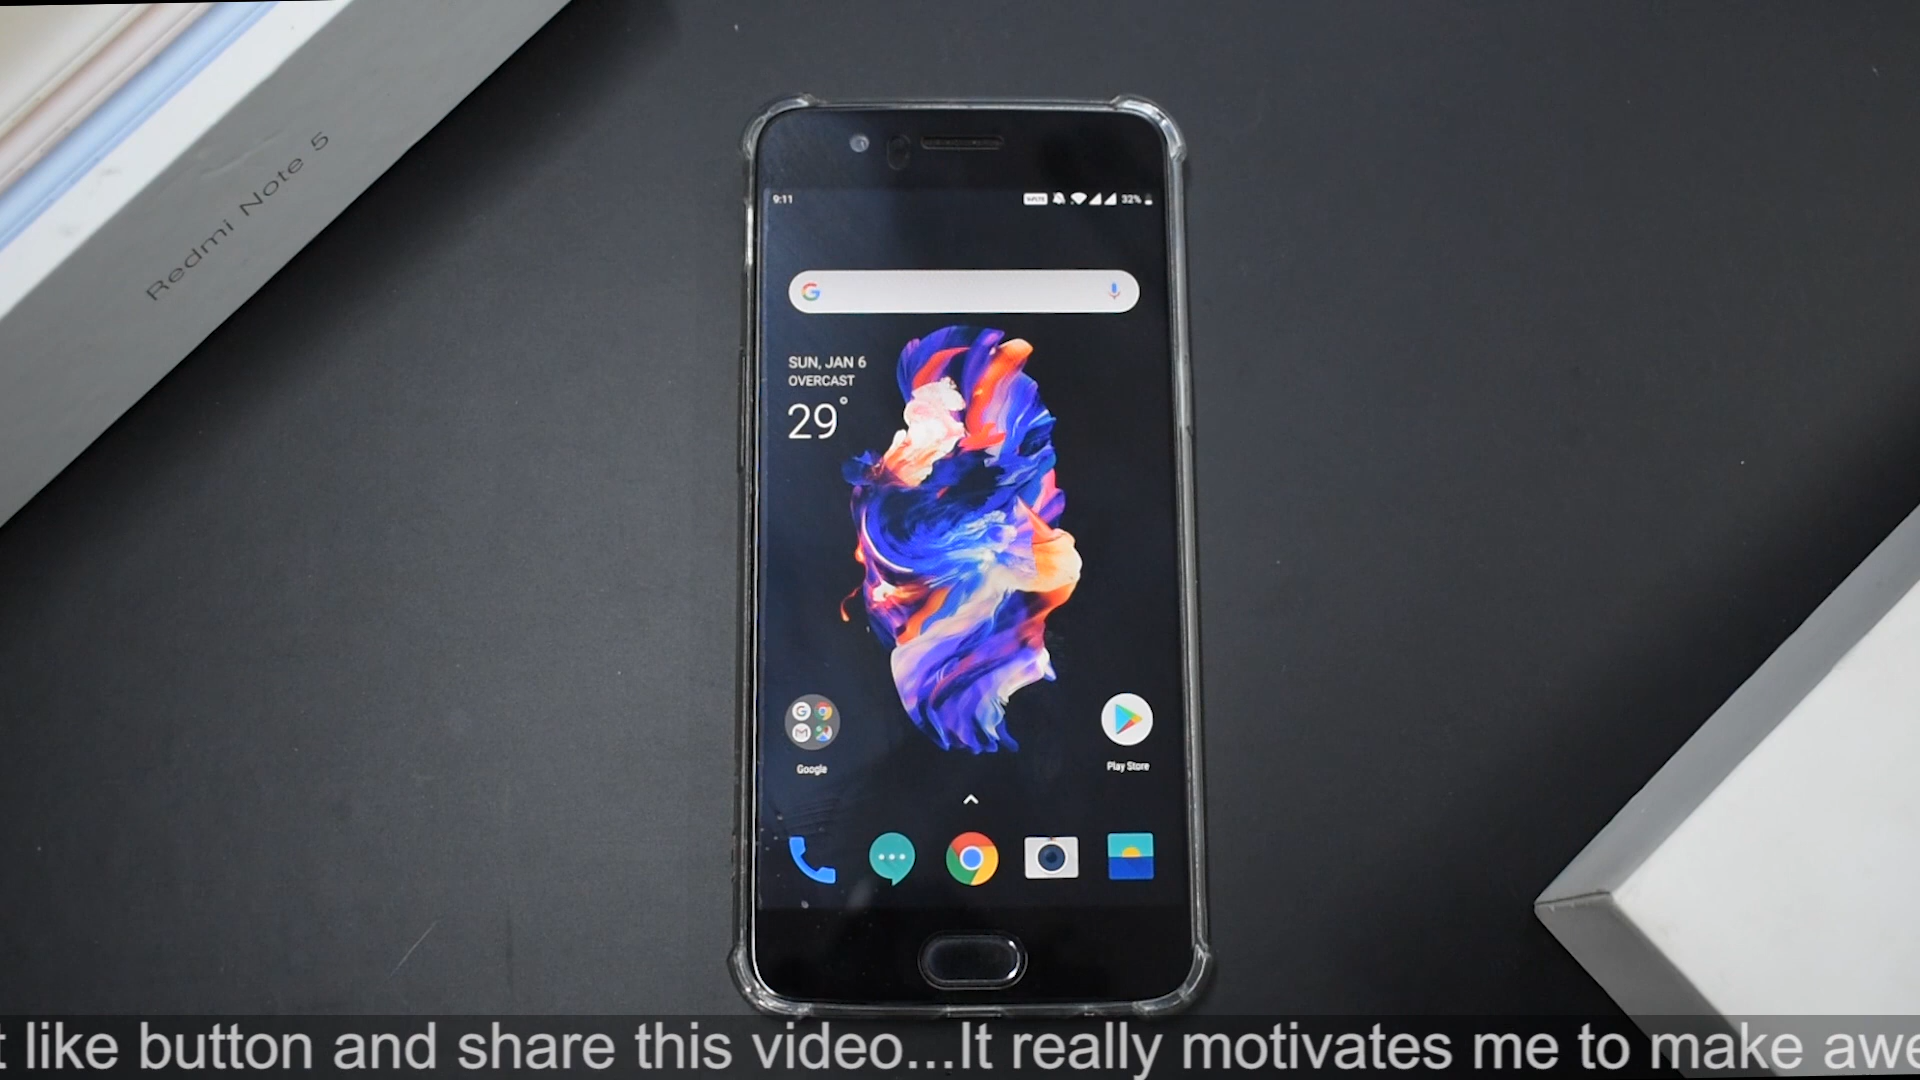 Redmi Note 5
9:11
VoLTE
32%
G
SUN, JAN 6
OVERCAST
29°
G
M
Google
Play Store
t like button and share this video...It really motivates me to make awe